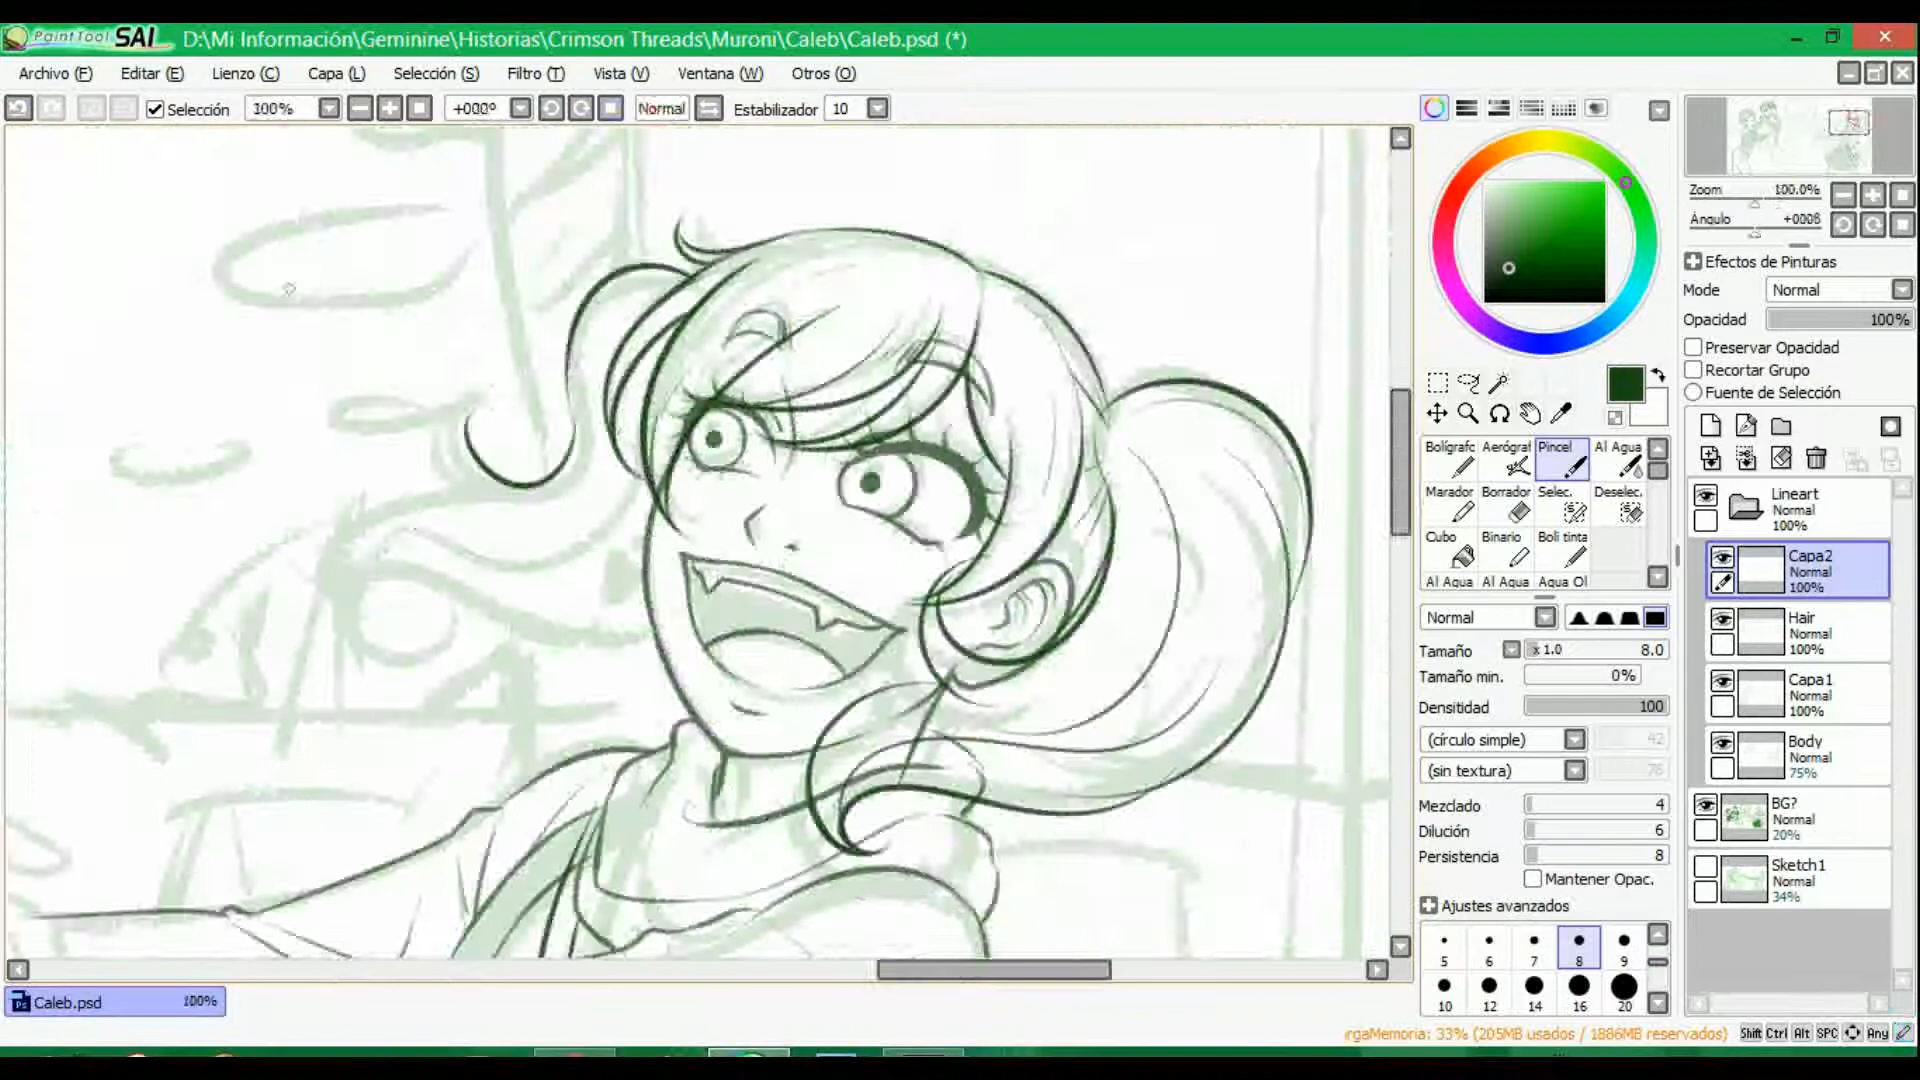 PaintTool SAI D:\Mi Información\Geminine\Historias\Crimson Threads\Muroni\Caleb\Caleb.psd (*)
Archivo (F) Editar (E) Lienzo (C) Capa (L) Selección (S) Filtro (T) Vista (V) Ventana (W) Otros (O)
Selección 100% +000º Normal Estabilizador 10
Zoom 100.0%
Ángulo +000ß
Efectos de Pinturas
Mode Normal
Opacidad 100%
Preservar Opacidad
Recortar Grupo
Fuente de Selección
Bolígrafc Aerógraf Pincel Al Agua
Marador Borrador Selec. Deselec.
Cubo Binario Boli tinta
Al Agua Al Agua Agua Ol
Normal
Tamaño x 1.0 8.0
Tamaño min. 0%
Densitidad 100
(círculo simple) 42
(sin textura) 76
Mezclado 4
Dilución 6
Persistencia 8
Mantener Opac.
Ajustes avanzados
5 6 7 8 9
10 12 14 16 20
Lineart
Normal
100%
Capa2
Normal
100%
Hair
Normal
100%
Capa1
Normal
100%
Body
Normal
75%
BG?
Normal
20%
Sketch1
Normal
34%
Caleb.psd 100%
ırgaMemoria: 33% (205MB usados / 1886MB reservados) Shift Ctrl Alt SPC Any